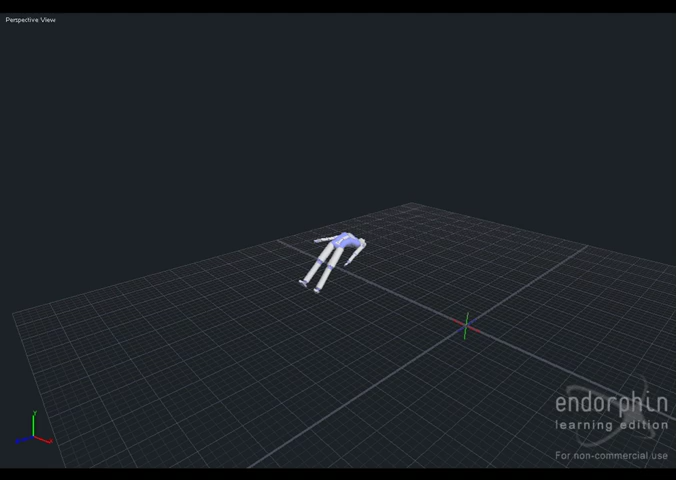 Perspective View
endorphin
learning edition
For non-commercial use
y
x